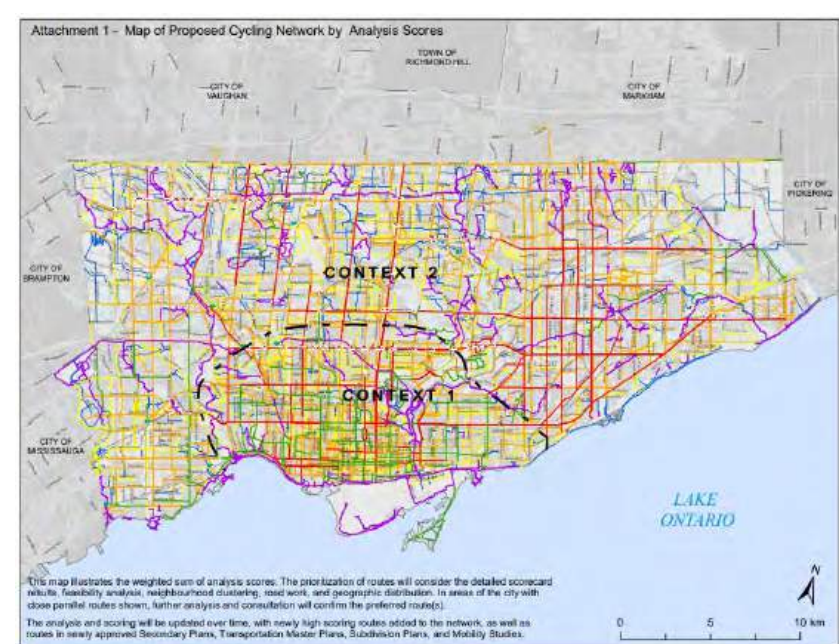 Attachment 1 - Map of Proposed Cycling Network by Analysis Scores
TOWN OF
RICHMOND HILL
CITY OF
VAUGHAN
CITY OF
MARKHAM
CITY OF
PICKERING
CITY OF
BRAMPTON
CONTEXT 2
CONTEXT 1
CITY OF
MISSISSAUGA
LAKE
ONTARIO
This map illustrates the weighted sum of analysis scores. The prioritization of routes will consider the detailed scorecard
results, feasibility analysis, neighbourhood clustering, road work, and geographic distribution. In areas of the city with
close parallel routes shown, further analysis and consultation will confirm the preferred route(s).
The analysis and scoring will be updated over time, with newly high scoring routes added to the network, as well as
routes in newly approved Secondary Plans, Transportation Master Plans, Subdivision Plans, and Mobility Studies.
N
0 5 10 km